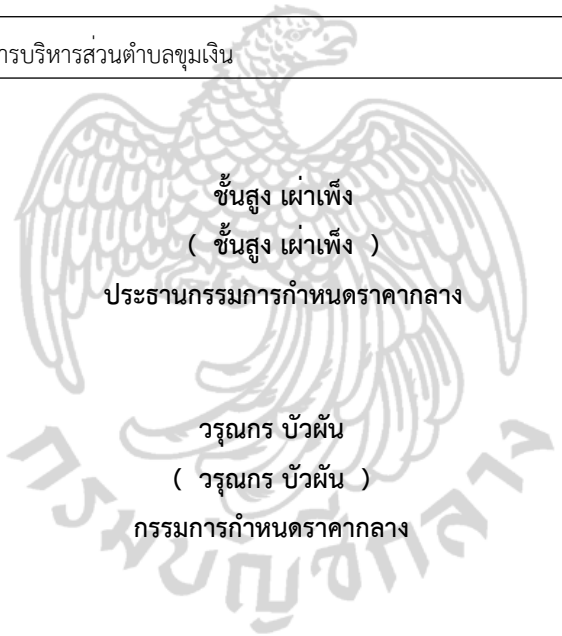 ารบริหารส่วนตำบลขุมเงิน
ชั้นสูง เผ่าเพ็ง
( ชั้นสูง เผ่าเพ็ง )
ประธานกรรมการกำหนดราคากลาง
วรุณกร บัวผัน
( วรุณกร บัวผัน )
กรรมการกำหนดราคากลาง
กรมบัญชีกลาง